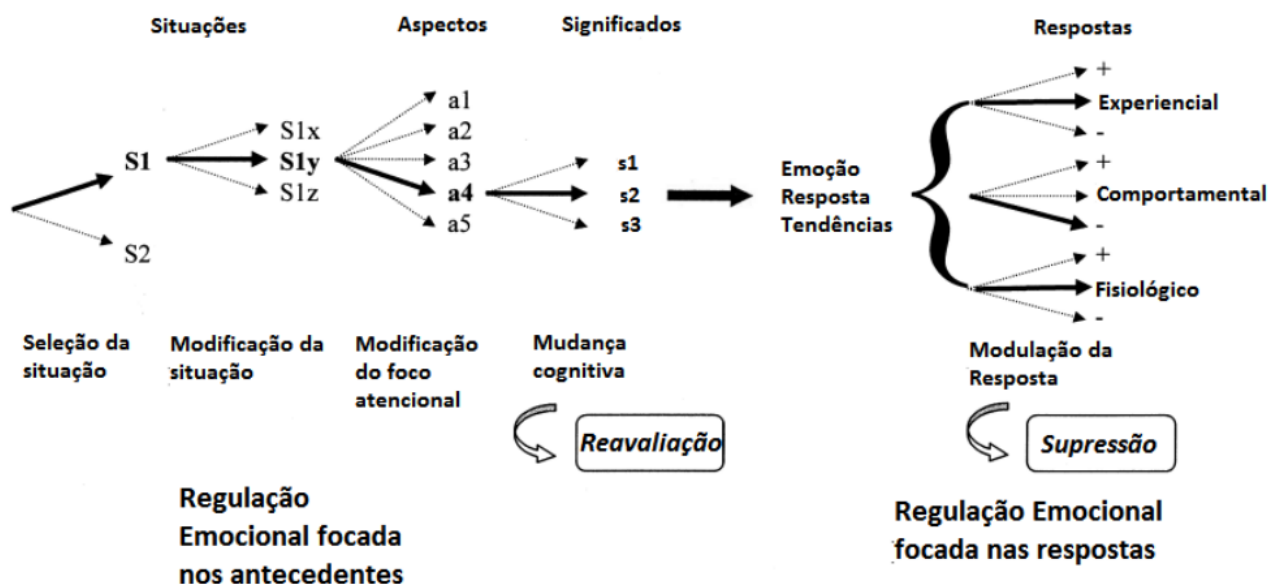 Situações Aspectos Significados Respostas
S1
S2
S1x
S1y
S1z
a1
a2
a3
a4
a5
s1
s2
s3
Emoção
Resposta
Tendências
+
Experiencial
-
+
Comportamental
-
+
Fisiológico
-
Seleção da
situação
Modificação da
situação
Modificação
do foco
atencional
Mudança
cognitiva
Reavaliação
Modulação da
Resposta
Supressão
Regulação
Emocional focada
nos antecedentes
Regulação Emocional
focada nas respostas